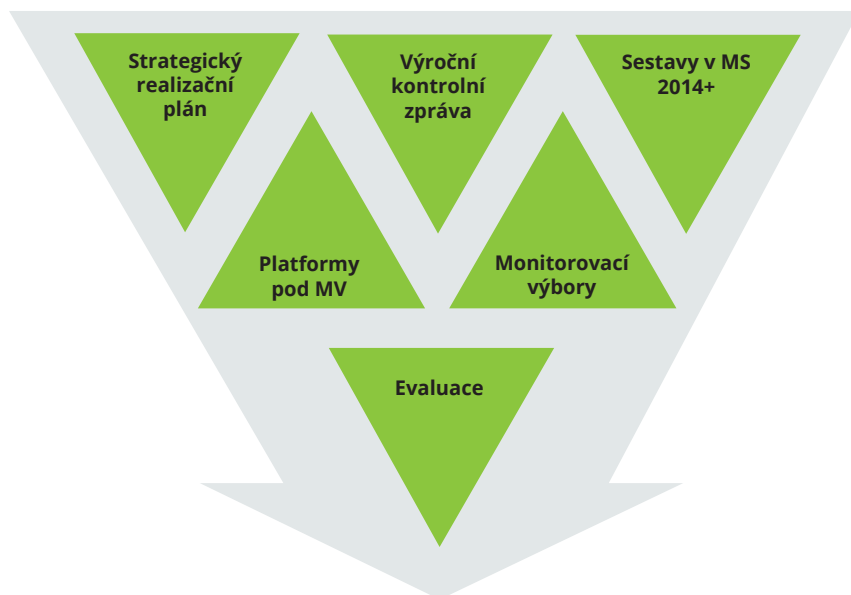 Strategický
realizační
plán
Výroční
kontrolní
zpráva
Sestavy v MS
2014+
Platformy
pod MV
Monitorovací
výbory
Evaluace